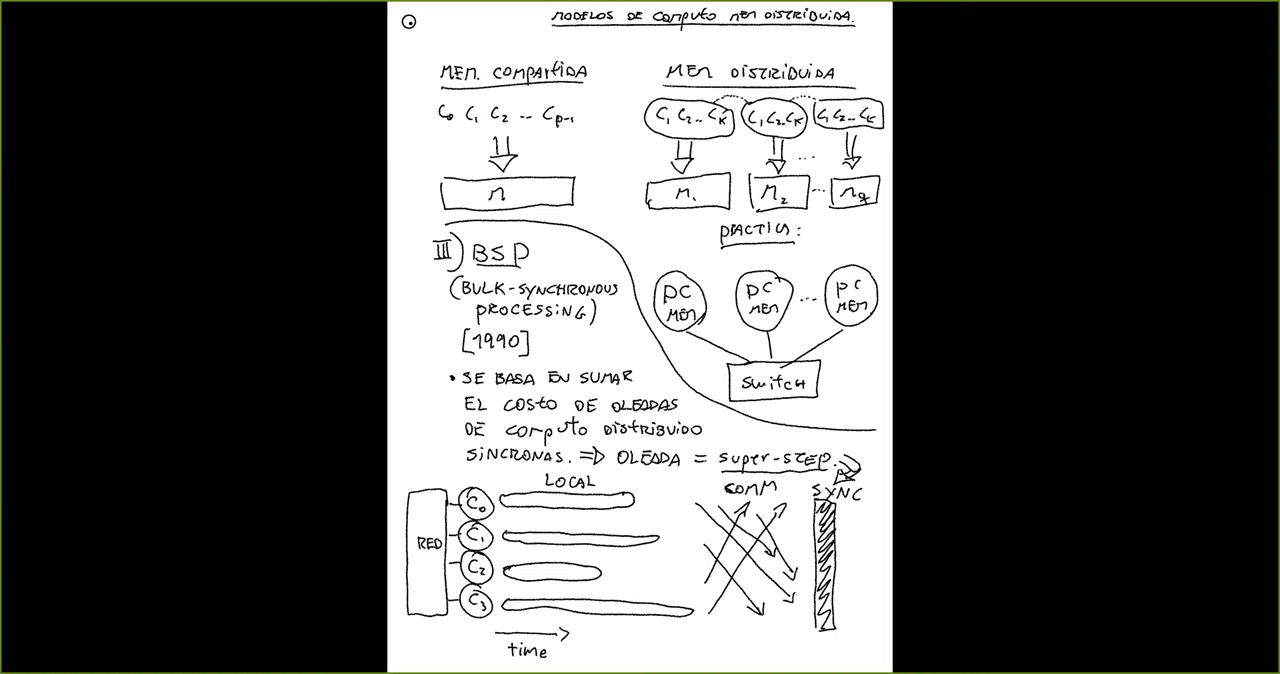 MODELOS DE COMPUTO MEM DISTRIBUIDA.
MEM. COMPARTIDA
C0 C1 C2 ... Cp-1
M
MEM DISTRIBUIDA
C1 C2.. CK
C1 C2.. CK
C1 C2.. CK
...
M1
M2
...
Mq
PRACTICA:
PC MEM
PC MEM
...
PC MEM
SWITCH
III) BSP
(BULK-SYNCHRONOUS
PROCESSING)
[1990]
• SE BASA EN SUMAR
EL COSTO DE OLEADAS
DE COMPUTO DISTRIBUIDO
SINCRONAS. => OLEADA = SUPER-STEP.
LOCAL
COMM
SYNC
RED
C0
C1
C2
C3
time